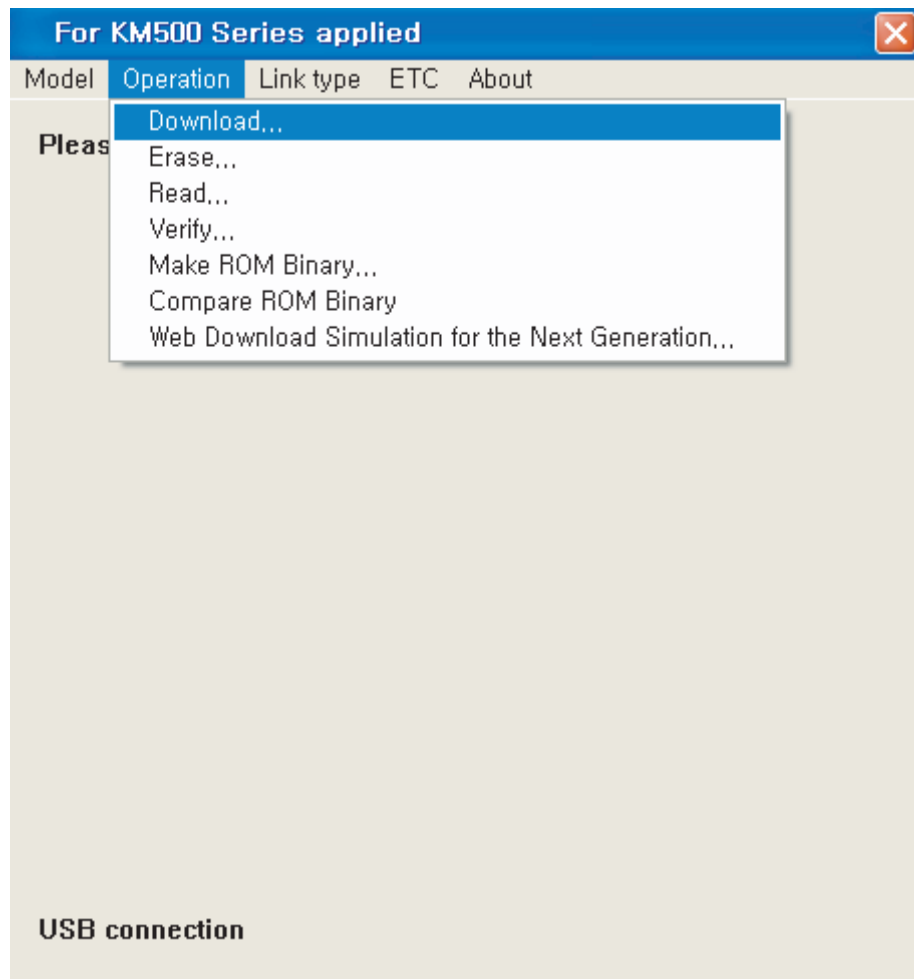 For KM500 Series applied
Model Operation Link type ETC About
Download...
Pleas
Erase...
Read...
Verify...
Make ROM Binary...
Compare ROM Binary
Web Download Simulation for the Next Generation...
USB connection